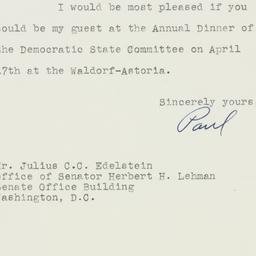 I would be most pleased if you
ould be my guest at the Annual Dinner of
he Democratic State Committee on April
7th at the Waldorf-Astoria.
Sincerely yours
Paul
r. Julius C.C. Edelstein
ffice of Senator Herbert H. Lehman
enate Office Building
ashington, D.C.